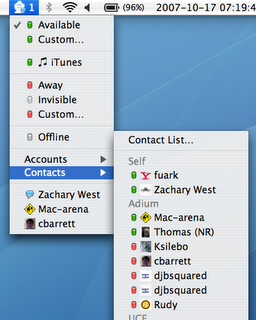 1 (96%) 2007-10-07 07:19:4
Available
Custom...
iTunes
Away
Invisible
Custom...
Offline
Accounts
Contacts
Zachary West
Mac-arena
cbarrett
Contact List...
Self
fuark
Zachary West
Adium
Mac-arena
Thomas (NR)
Ksilebo
cbarrett
djbsquared
djbsquared
Rudy
UCF